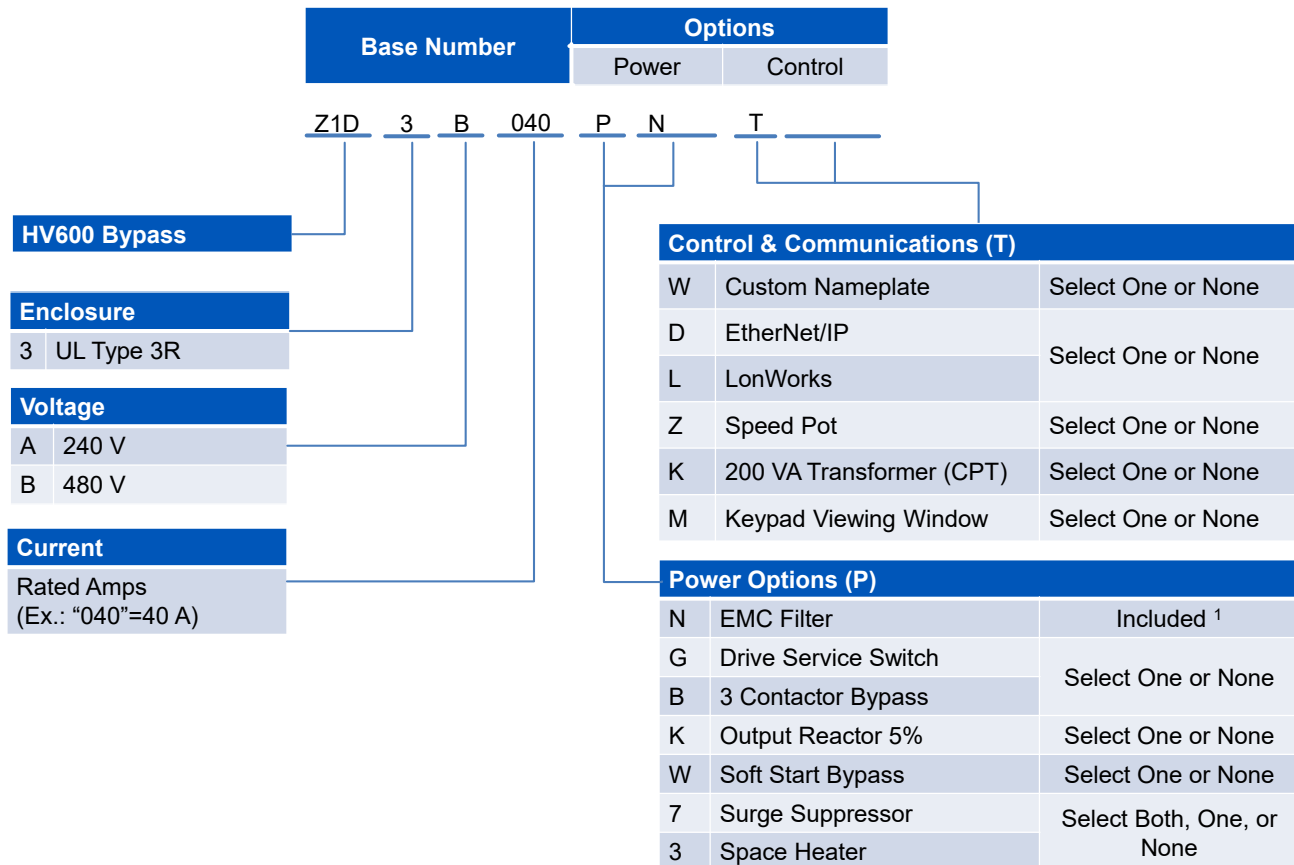 Base Number
Options
Power Control
Z1D 3 B 040 P N T
HV600 Bypass
Enclosure
3 UL Type 3R
Voltage
A 240 V
B 480 V
Current
Rated Amps
(Ex.: “040”=40 A)
Control & Communications (T)
W Custom Nameplate Select One or None
D EtherNet/IP
Select One or None
L LonWorks
Z Speed Pot Select One or None
K 200 VA Transformer (CPT) Select One or None
M Keypad Viewing Window Select One or None
Power Options (P)
N EMC Filter Included 1
G Drive Service Switch
Select One or None
B 3 Contactor Bypass
K Output Reactor 5% Select One or None
W Soft Start Bypass Select One or None
7 Surge Suppressor
Select Both, One, or
None
3 Space Heater